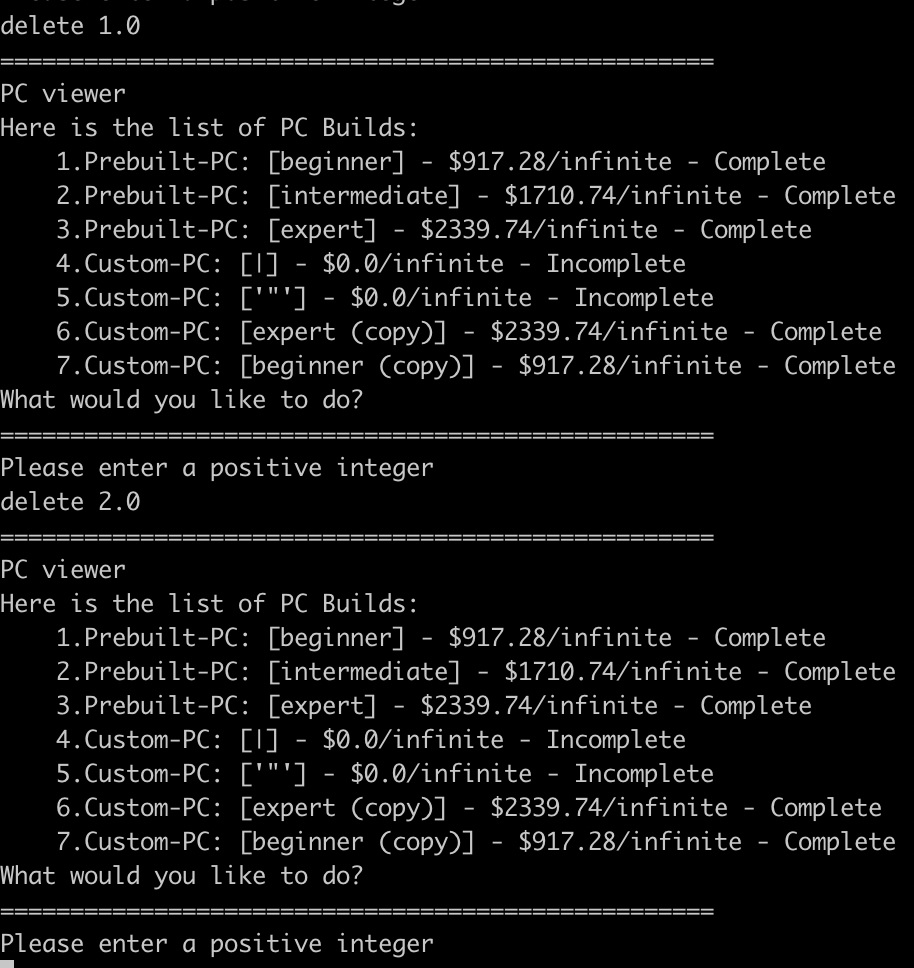 delete 1.0
===================================================
PC viewer
Here is the list of PC Builds:
    1.Prebuilt-PC: [beginner] - $917.28/infinite - Complete
    2.Prebuilt-PC: [intermediate] - $1710.74/infinite - Complete
    3.Prebuilt-PC: [expert] - $2339.74/infinite - Complete
    4.Custom-PC: [|] - $0.0/infinite - Incomplete
    5.Custom-PC: ['"'] - $0.0/infinite - Incomplete
    6.Custom-PC: [expert (copy)] - $2339.74/infinite - Complete
    7.Custom-PC: [beginner (copy)] - $917.28/infinite - Complete
What would you like to do?
===================================================
Please enter a positive integer
delete 2.0
===================================================
PC viewer
Here is the list of PC Builds:
    1.Prebuilt-PC: [beginner] - $917.28/infinite - Complete
    2.Prebuilt-PC: [intermediate] - $1710.74/infinite - Complete
    3.Prebuilt-PC: [expert] - $2339.74/infinite - Complete
    4.Custom-PC: [|] - $0.0/infinite - Incomplete
    5.Custom-PC: ['"'] - $0.0/infinite - Incomplete
    6.Custom-PC: [expert (copy)] - $2339.74/infinite - Complete
    7.Custom-PC: [beginner (copy)] - $917.28/infinite - Complete
What would you like to do?
===================================================
Please enter a positive integer